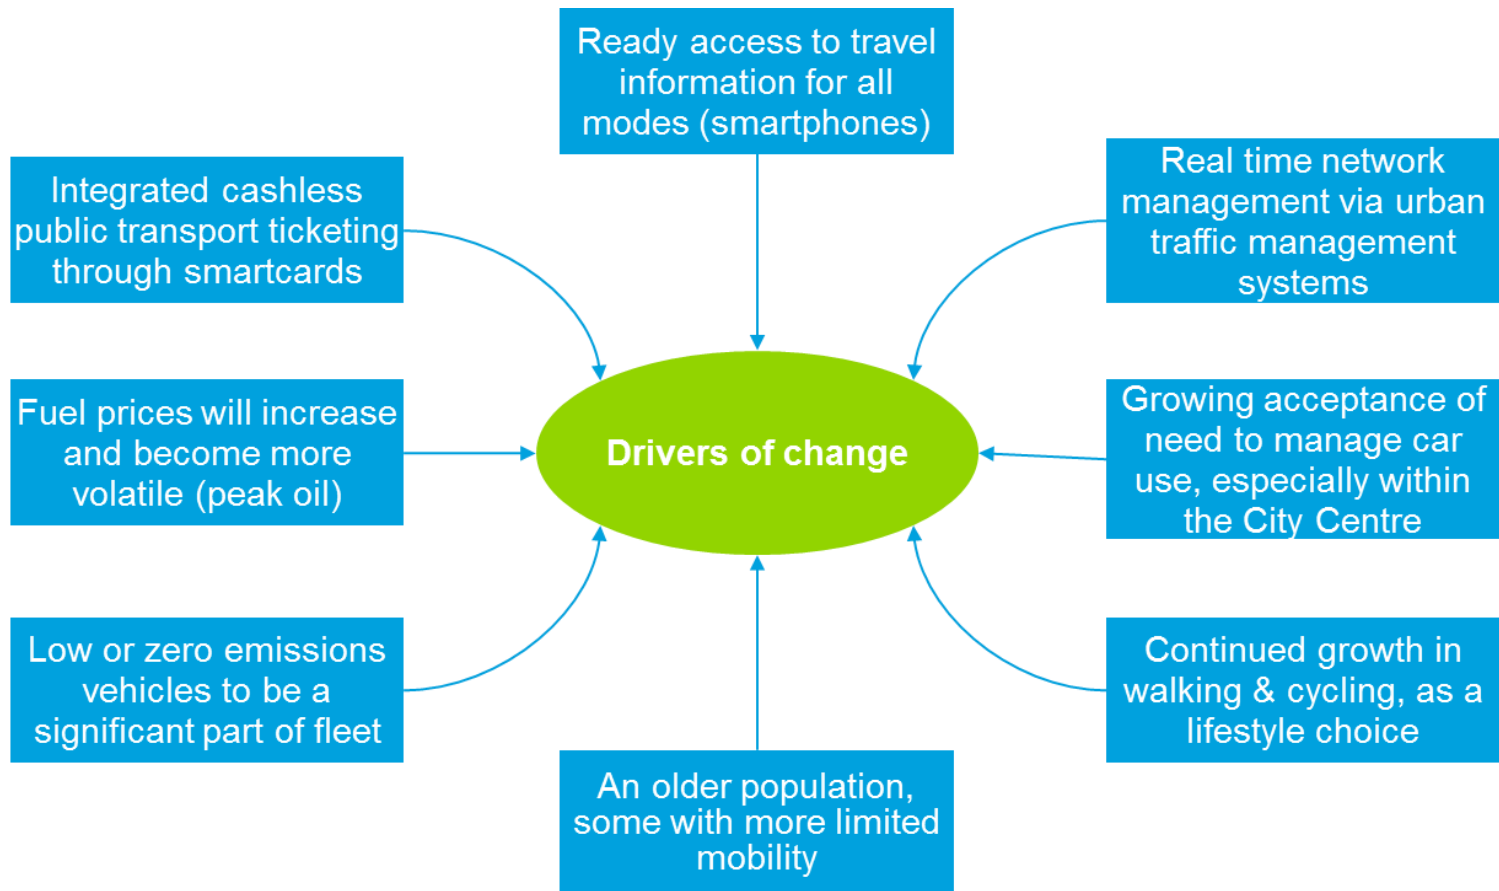 Ready access to travel
information for all
modes (smartphones)
Integrated cashless
public transport ticketing
through smartcards
Real time network
management via urban
traffic management
systems
Fuel prices will increase
and become more
volatile (peak oil)
Drivers of change
Growing acceptance of
need to manage car
use, especially within
the City Centre
Low or zero emissions
vehicles to be a
significant part of fleet
An older population,
some with more limited
mobility
Continued growth in
walking & cycling, as a
lifestyle choice